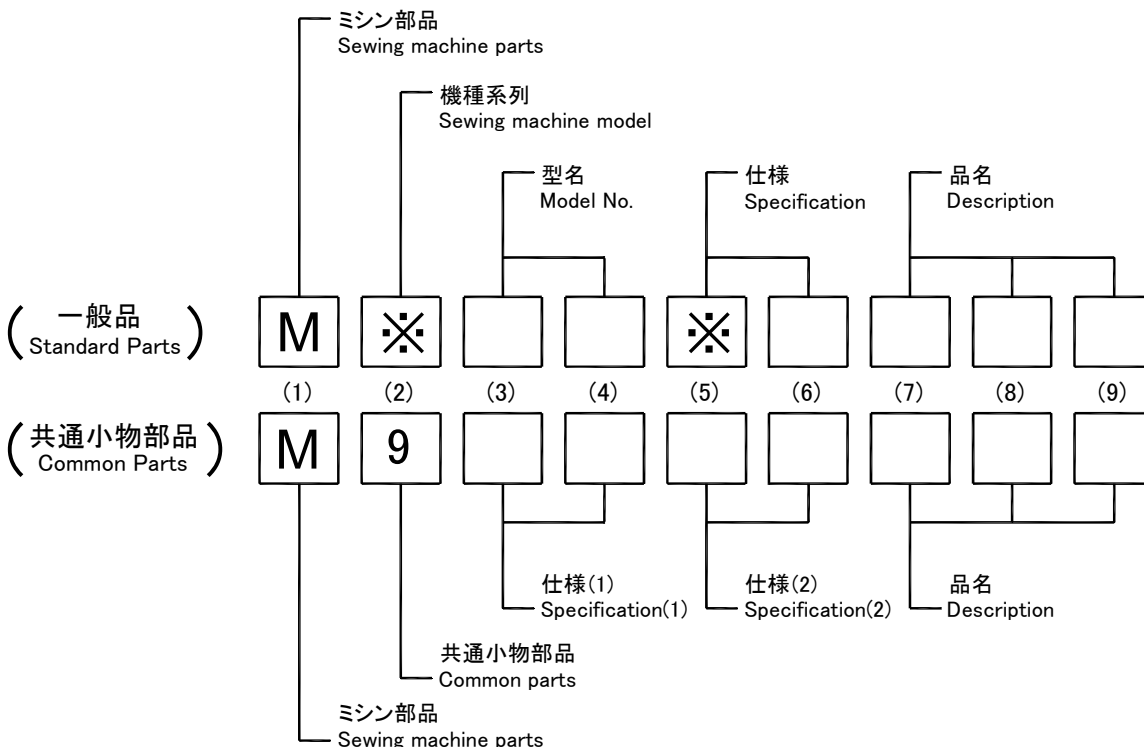 ミシン部品
Sewing machine parts
機種系列
Sewing machine model
型名
Model No.
仕様
Specification
品名
Description
一般品
Standard Parts
M ※ ※
(1) (2) (3) (4) (5) (6) (7) (8) (9)
共通小物部品
Common Parts
M 9
仕様(1)
Specification(1)
仕様(2)
Specification(2)
品名
Description
共通小物部品
Common parts
ミシン部品
Sewing machine parts